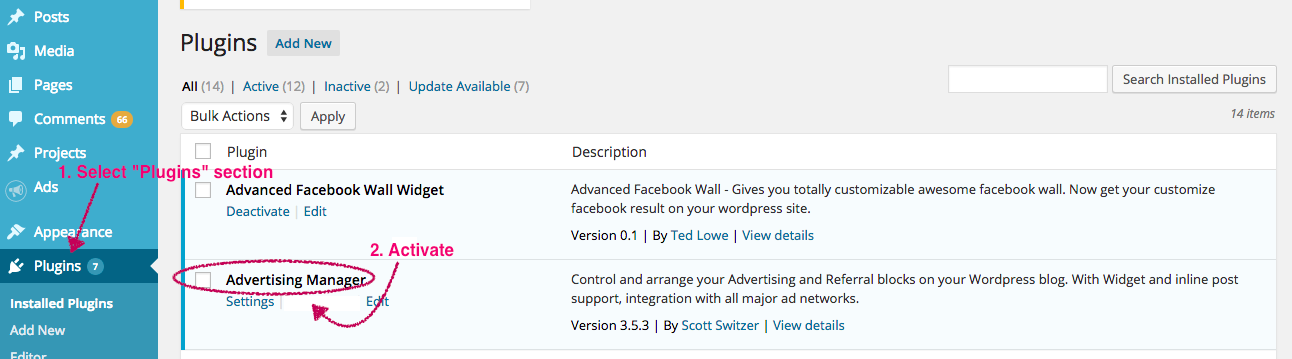 Posts
Media
Pages
Comments 66
Projects
1. Select "Plugins" section
Ads
Appearance
Plugins 7
Installed Plugins
Add New
Editor
Plugins Add New
All (14) | Active (12) | Inactive (2) | Update Available (7)
Search Installed Plugins
Bulk Actions Apply
14 items
Plugin Description
Advanced Facebook Wall Widget
Deactivate | Edit
Advanced Facebook Wall - Gives you totally customizable awesome facebook wall. Now get your customize
facebook result on your wordpress site.
Version 0.1 | By Ted Lowe | View details
2. Activate
Advertising Manager
Settings | Edit
Control and arrange your Advertising and Referral blocks on your Wordpress blog. With Widget and inline post
support, integration with all major ad networks.
Version 3.5.3 | By Scott Switzer | View details